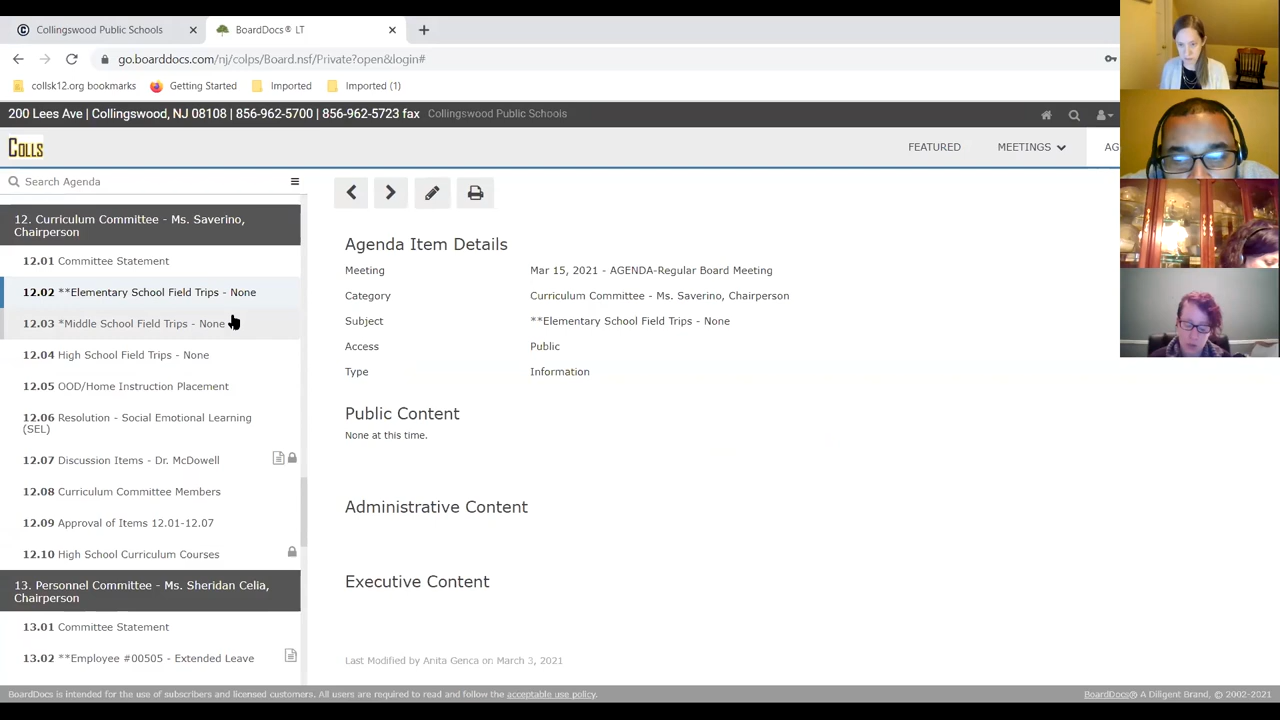 Collingswood Public Schools
BoardDocs® LT
go.boarddocs.com/nj/colps/Board.nsf/Private?open&login#
collsk12.org bookmarks
Getting Started
Imported
Imported (1)
200 Lees Ave | Collingswood, NJ 08108 | 856-962-5700 | 856-962-5723 fax
Collingswood Public Schools
COLLS
FEATURED
MEETINGS
AG
Search Agenda
12. Curriculum Committee - Ms. Saverino,
Chairperson
12.01 Committee Statement
12.02 **Elementary School Field Trips - None
12.03 *Middle School Field Trips - None
12.04 High School Field Trips - None
12.05 OOD/Home Instruction Placement
12.06 Resolution - Social Emotional Learning
(SEL)
12.07 Discussion Items - Dr. McDowell
12.08 Curriculum Committee Members
12.09 Approval of Items 12.01-12.07
12.10 High School Curriculum Courses
13. Personnel Committee - Ms. Sheridan Celia,
Chairperson
13.01 Committee Statement
13.02 **Employee #00505 - Extended Leave
Agenda Item Details
Meeting Mar 15, 2021 - AGENDA-Regular Board Meeting
Category Curriculum Committee - Ms. Saverino, Chairperson
Subject **Elementary School Field Trips - None
Access Public
Type Information
Public Content
None at this time.
Administrative Content
Executive Content
Last Modified by Anita Genca on March 3, 2021
BoardDocs is intended for the use of subscribers and licensed customers. All users are required to read and follow the acceptable use policy.
BoardDocs® A Diligent Brand, © 2002-2021